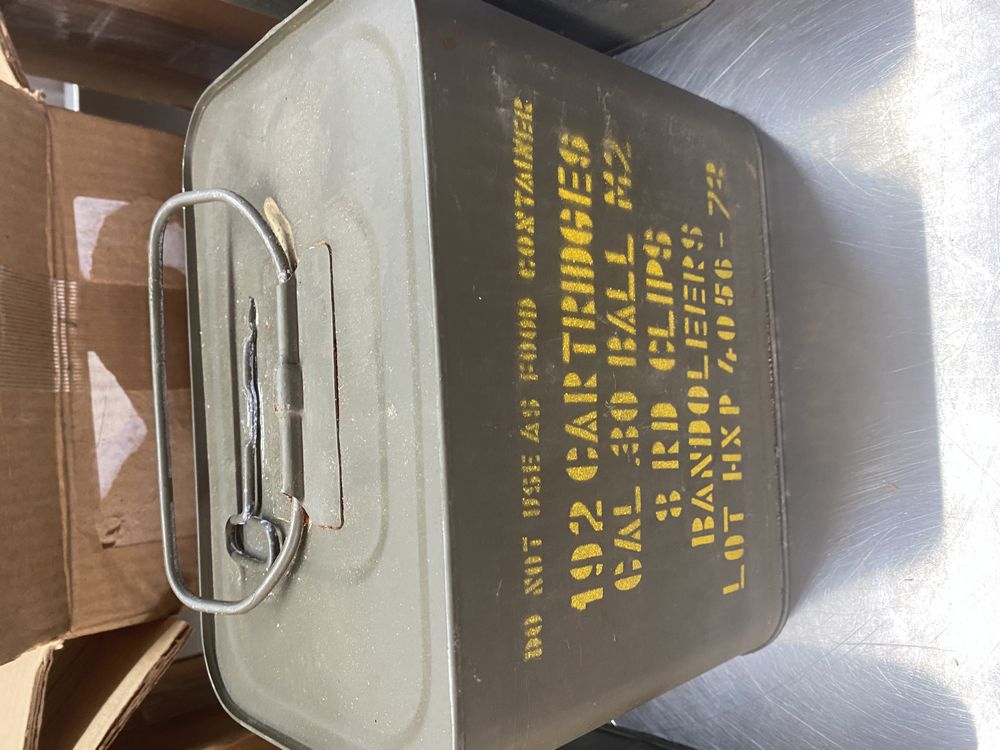 DO NOT USE AS FOOD CONTAINER
192 CARTRIDGES
CAL .30 BALL M2
8 RD CLIPS
BANDOLEERS
LOT HXP 4056-78